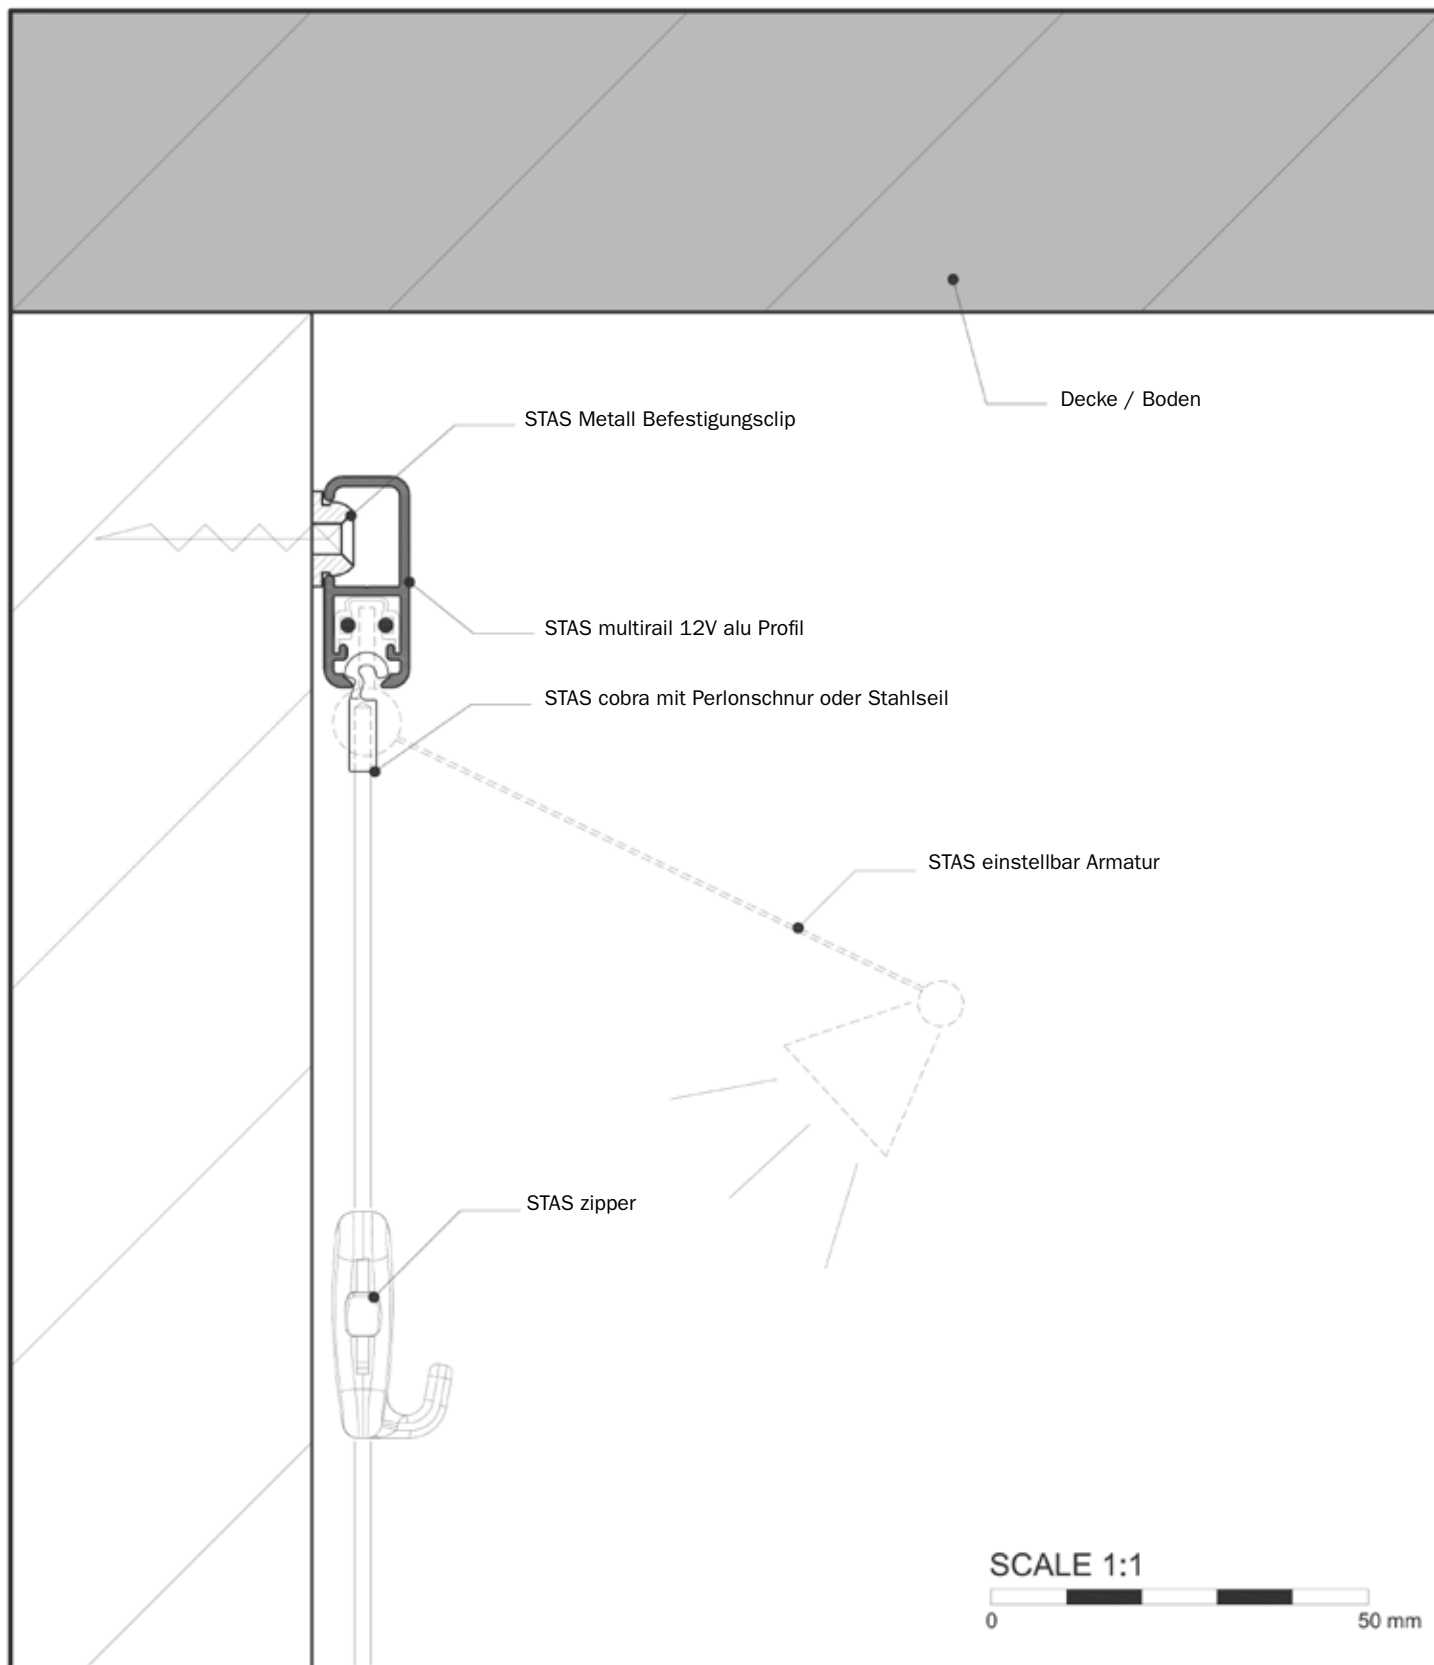 Decke / Boden
STAS Metall Befestigungsclip
STAS multirail 12V alu Profil
STAS cobra mit Perlonschnur oder Stahlseil
STAS einstellbar Armatur
STAS zipper
SCALE 1:1
0 50 mm